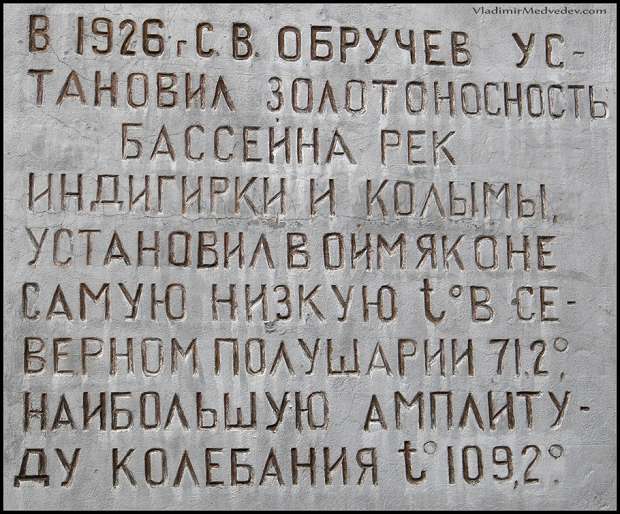 VladimirMedvedev.com
В 1926 г С. В. ОБРУЧЕВ УС-
ТАНОВИЛ ЗОЛОТОНОСНОСТЬ
БАССЕЙНА РЕК
ИНДИГИРКИ И КОЛЫМЫ,
УСТАНОВИЛ В ОЙМЯКОНЕ
САМУЮ НИЗКУЮ t° В СЕ-
ВЕРНОМ ПОЛУШАРИИ 71,2°,
НАИБОЛЬШУЮ АМПЛИТУ-
ДУ КОЛЕБАНИЯ t° 109,2°.